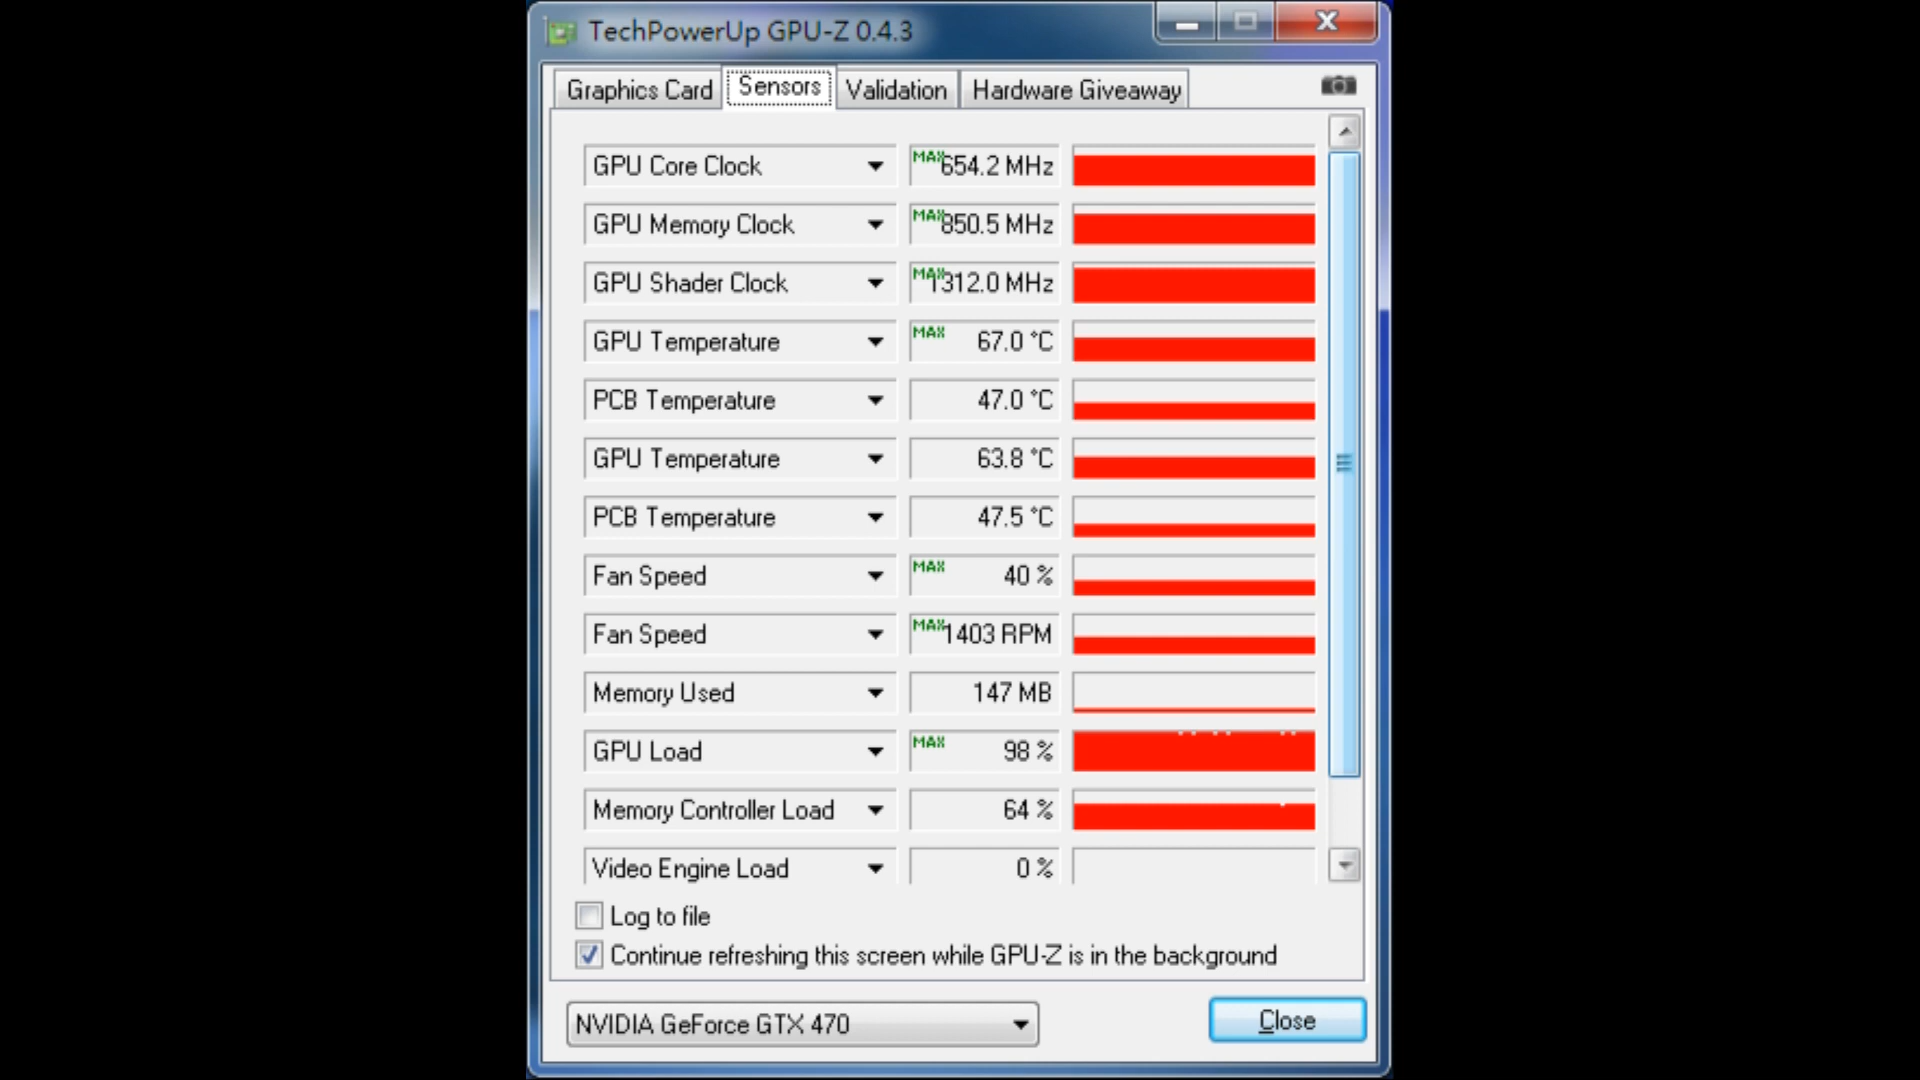 TechPowerUp GPU-Z 0.4.3
Graphics Card Sensors Validation Hardware Giveaway
GPU Core Clock MAX 654.2 MHz
GPU Memory Clock MAX 850.5 MHz
GPU Shader Clock MAX 1312.0 MHz
GPU Temperature MAX 67.0 °C
PCB Temperature 47.0 °C
GPU Temperature 63.8 °C
PCB Temperature 47.5 °C
Fan Speed MAX 40 %
Fan Speed MAX 1403 RPM
Memory Used 147 MB
GPU Load MAX 98 %
Memory Controller Load 64 %
Video Engine Load 0 %
Log to file
Continue refreshing this screen while GPU-Z is in the background
NVIDIA GeForce GTX 470 Close